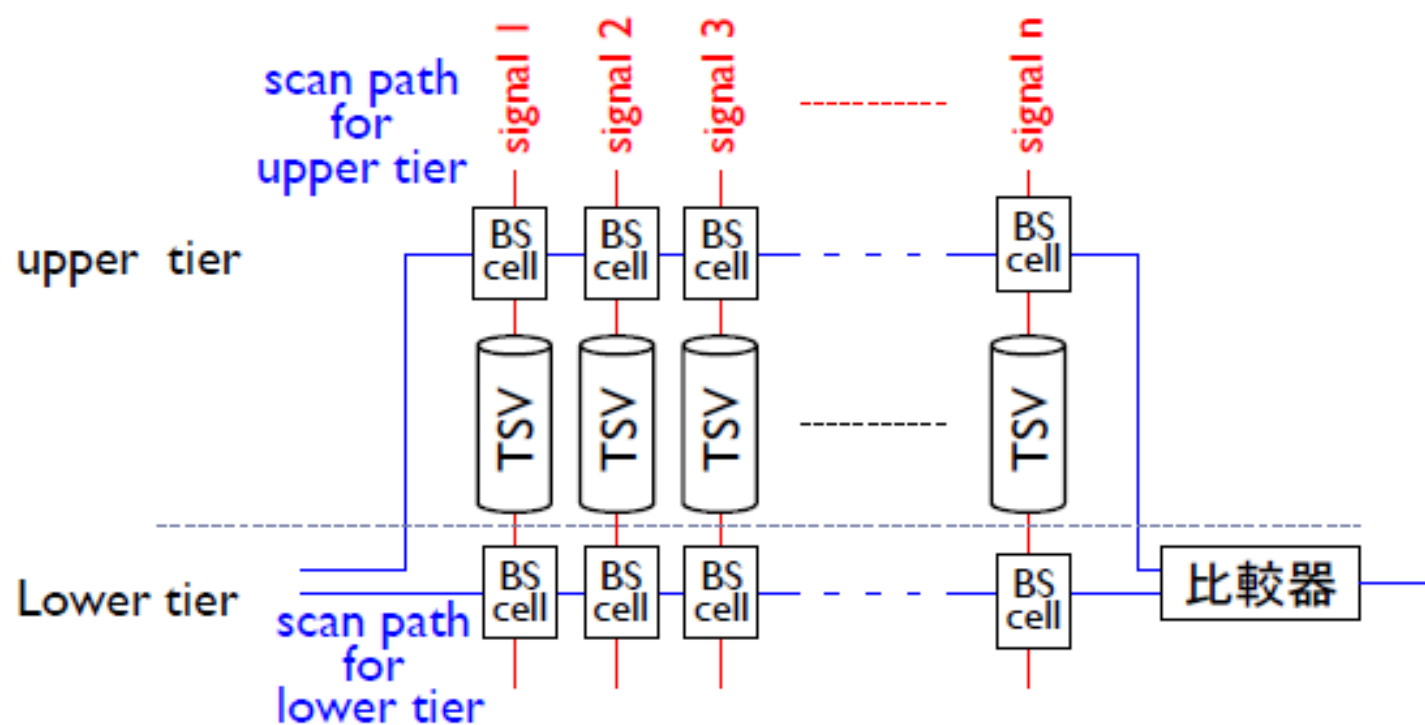 signal 1
signal 2
signal 3
signal n
scan path
for
upper tier
upper tier
BS
cell
BS
cell
BS
cell
BS
cell
TSV
TSV
TSV
TSV
Lower tier
BS
cell
BS
cell
BS
cell
BS
cell
比較器
scan path
for
lower tier